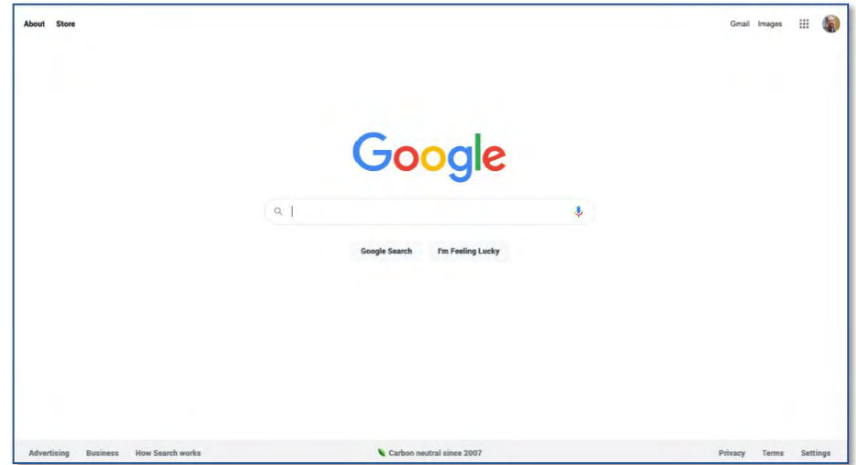 About Store Gmail Images
Google
Google Search I'm Feeling Lucky
Advertising Business How Search works Carbon neutral since 2007 Privacy Terms Settings